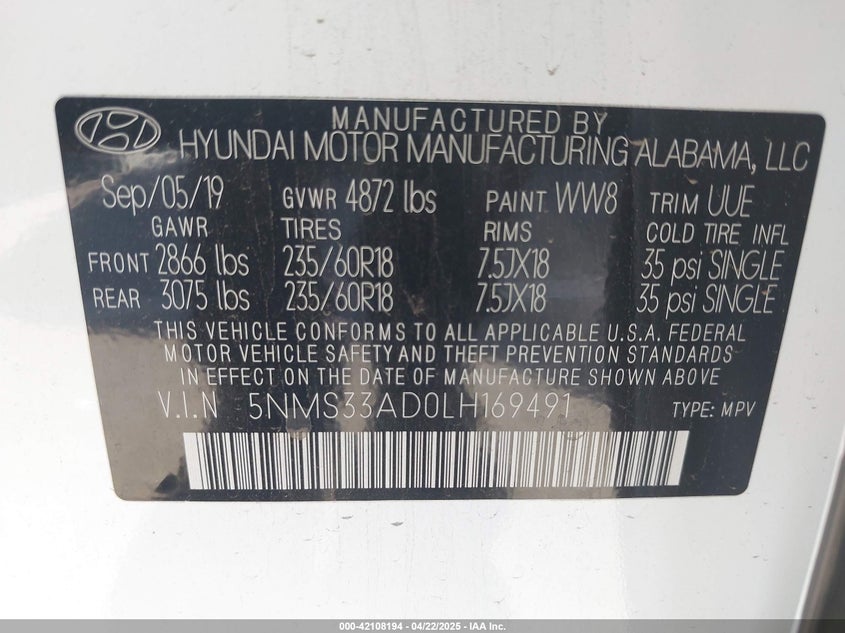 MANUFACTURED BY
HYUNDAI MOTOR MANUFACTURING ALABAMA, LLC
Sep/05/19 GVWR 4872 lbs PAINT WW8 TRIM UUE
GAWR TIRES RIMS COLD TIRE INFL
FRONT 2866 lbs 235/60R18 7.5JX18 35 psi SINGLE
REAR 3075 lbs 235/60R18 7.5JX18 35 psi SINGLE
THIS VEHICLE CONFORMS TO ALL APPLICABLE U.S.A. FEDERAL
MOTOR VEHICLE SAFETY AND THEFT PREVENTION STANDARDS
IN EFFECT ON THE DATE OF MANUFACTURE SHOWN ABOVE
V.I.N 5NMS33AD0LH169491 TYPE: MPV
000-42108194 - 04/22/2025 - IAA Inc.